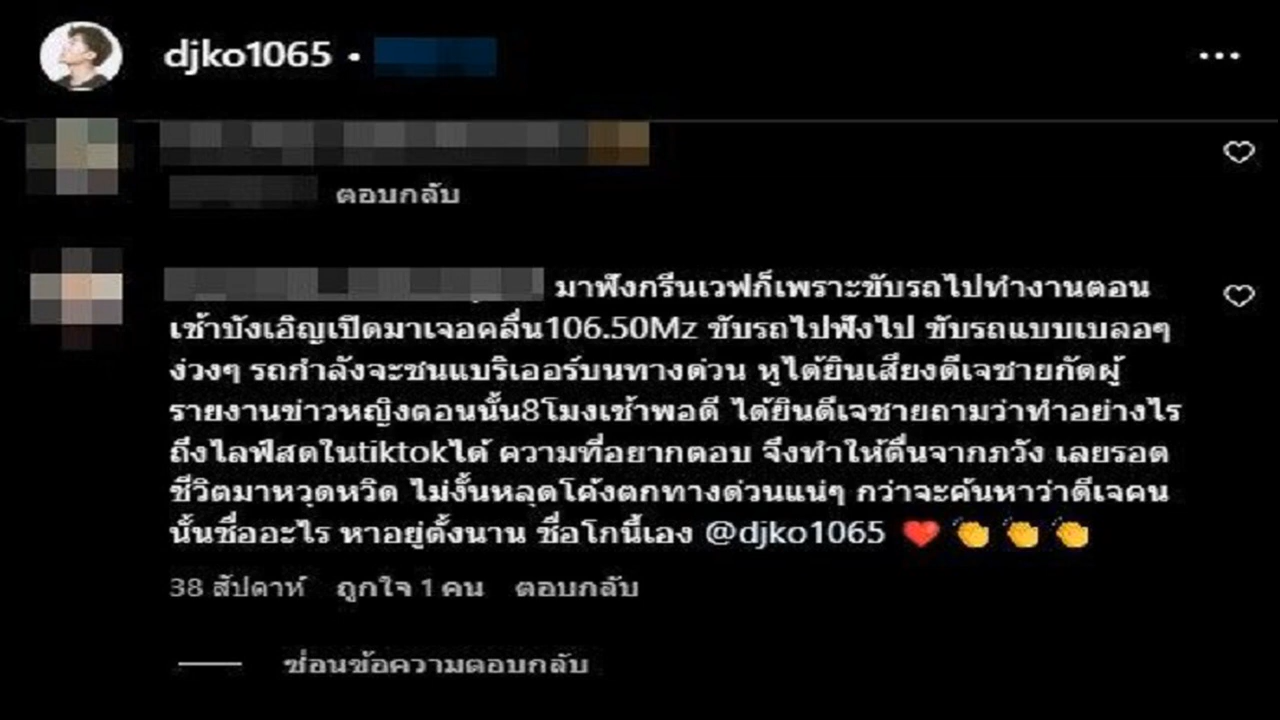 djko1065 •
ตอบกลับ
มาฟังกรีนเวฟก็เพราะขับรถไปทำงานตอน
เช้าบังเอิญเปิดมาเจอคลื่น106.50Mz ขับรถไปฟังไป ขับรถแบบเบลอๆ
ง่วงๆ รถกำลังจะชนแบริเออร์บนทางด่วน หูได้ยินเสียงดีเจชายกัดผู้
รายงานข่าวหญิงตอนนั้น8โมงเช้าพอดี ได้ยินดีเจชายถามว่าทำอย่างไร
ถึงไลฟ์สดในtiktokได้ ความที่อยากตอบ จึงทำให้ตื่นจากภวัง เลยรอด
ชีวิตมาหวุดหวิด ไม่งั้นหลุดโค้งตกทางด่วนแน่ๆ กว่าจะค้นหาว่าดีเจคน
นั้นชื่ออะไร หาอยู่ตั้งนาน ชื่อโกนี้เอง @djko1065 ❤️👏👏👏
38 สัปดาห์ ถูกใจ 1 คน ตอบกลับ
ซ่อนข้อความตอบกลับ